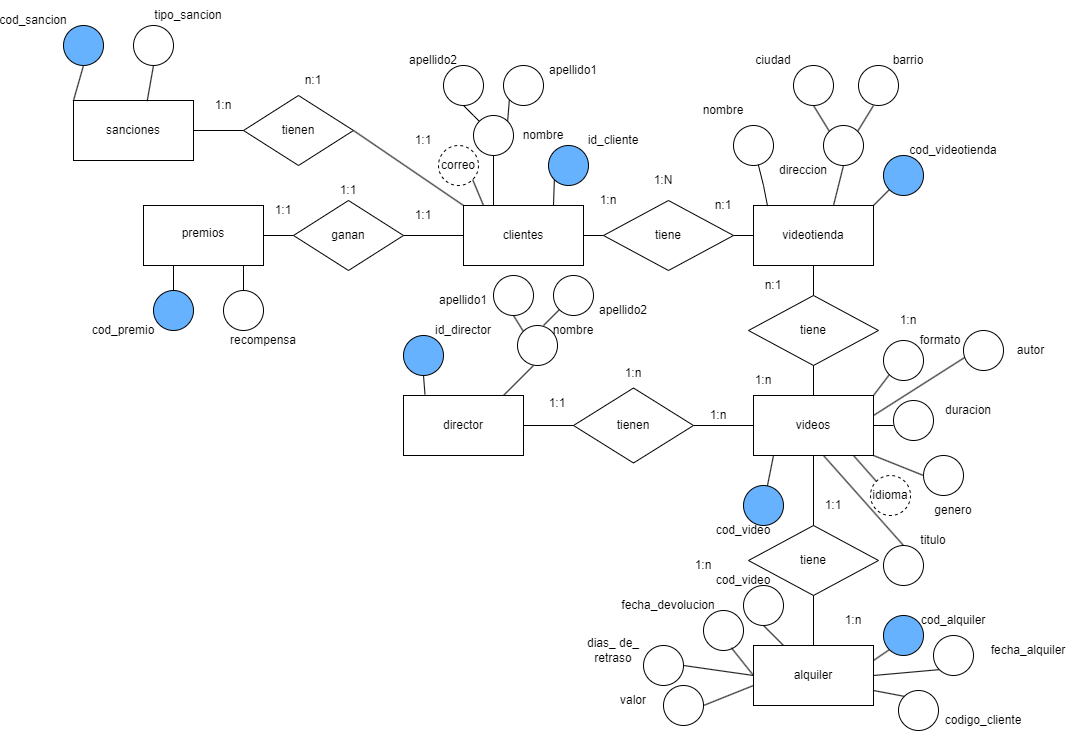 cod_sancion
tipo_sancion
sanciones
1:n
n:1
tienen
apellido2
apellido1
nombre
1:1
correo
id_cliente
ciudad
barrio
nombre
direccion
cod_videotienda
premios
1:1
1:1
ganan
1:1
clientes
1:n
1:N
tiene
n:1
videotienda
cod_premio
recompensa
apellido1
apellido2
nombre
id_director
n:1
tiene
1:n
1:n
formato
autor
director
1:1
1:n
tienen
1:n
videos
duracion
genero
idioma
titulo
cod_video
1:1
tiene
1:n
cod_video
fecha_devolucion
dias_ de_
retraso
valor
1:n
cod_alquiler
fecha_alquiler
alquiler
codigo_cliente